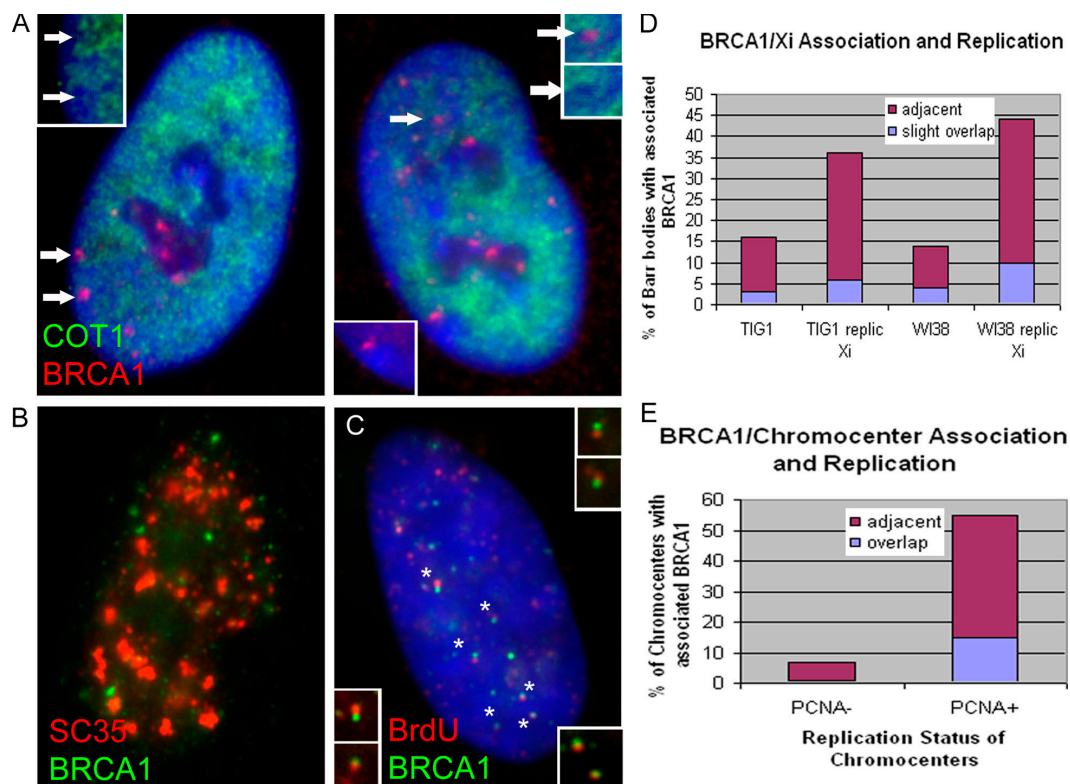 A
COT1
BRCA1
B
SC35
BRCA1
C
*
*
*
*
*
*
BrdU
BRCA1
D
BRCA1/Xi Association and Replication
% of Barr bodies with associated
BRCA1
50
45
40
35
30
25
20
15
10
5
0
adjacent
slight overlap
TIG1
TIG1 replic
Xi
WI38
WI38 replic
Xi
E
BRCA1/Chromocenter Association
and Replication
% of Chromocenters with
associated BRCA1
60
50
40
30
20
10
0
adjacent
overlap
PCNA-
PCNA+
Replication Status of
Chromocenters